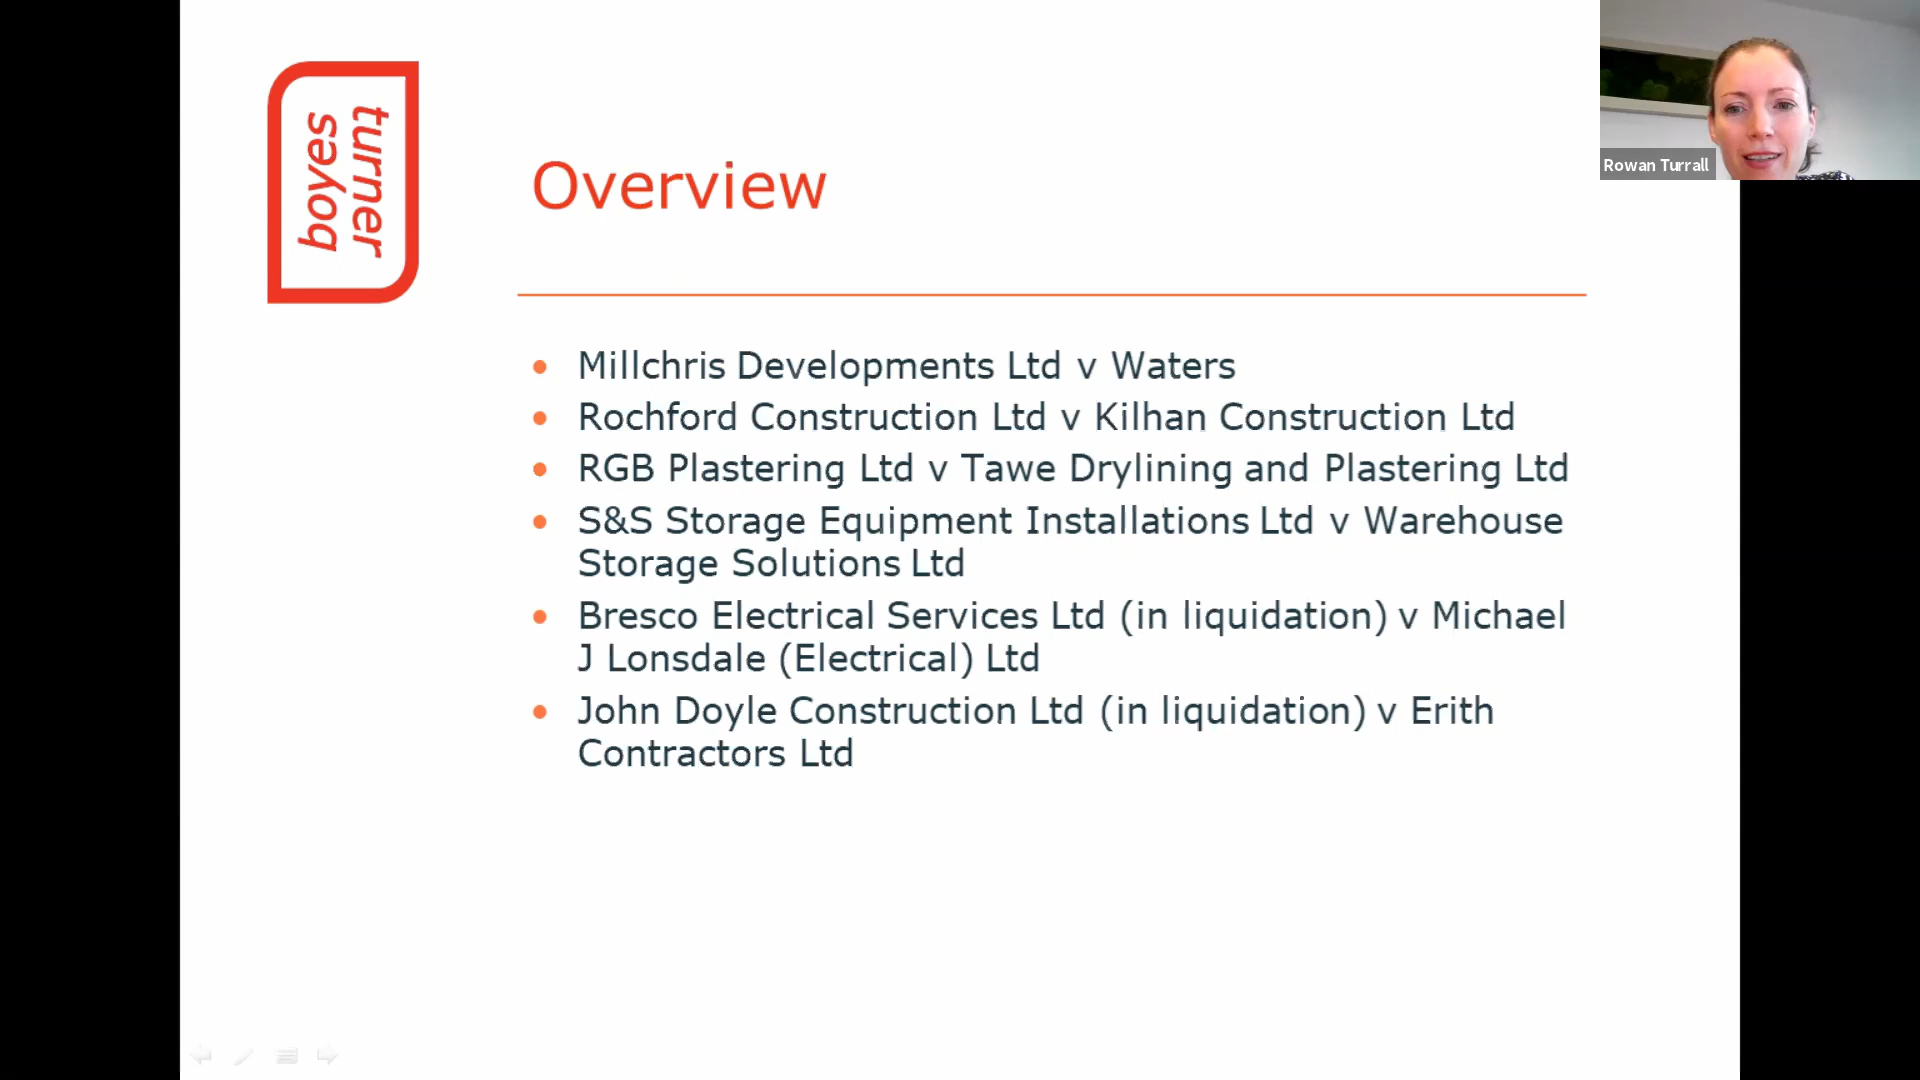 boyes
turner
Overview
Rowan Turrall
• Millchris Developments Ltd v Waters
• Rochford Construction Ltd v Kilhan Construction Ltd
• RGB Plastering Ltd v Tawe Drylining and Plastering Ltd
• S&S Storage Equipment Installations Ltd v Warehouse
Storage Solutions Ltd
• Bresco Electrical Services Ltd (in liquidation) v Michael
J Lonsdale (Electrical) Ltd
• John Doyle Construction Ltd (in liquidation) v Erith
Contractors Ltd